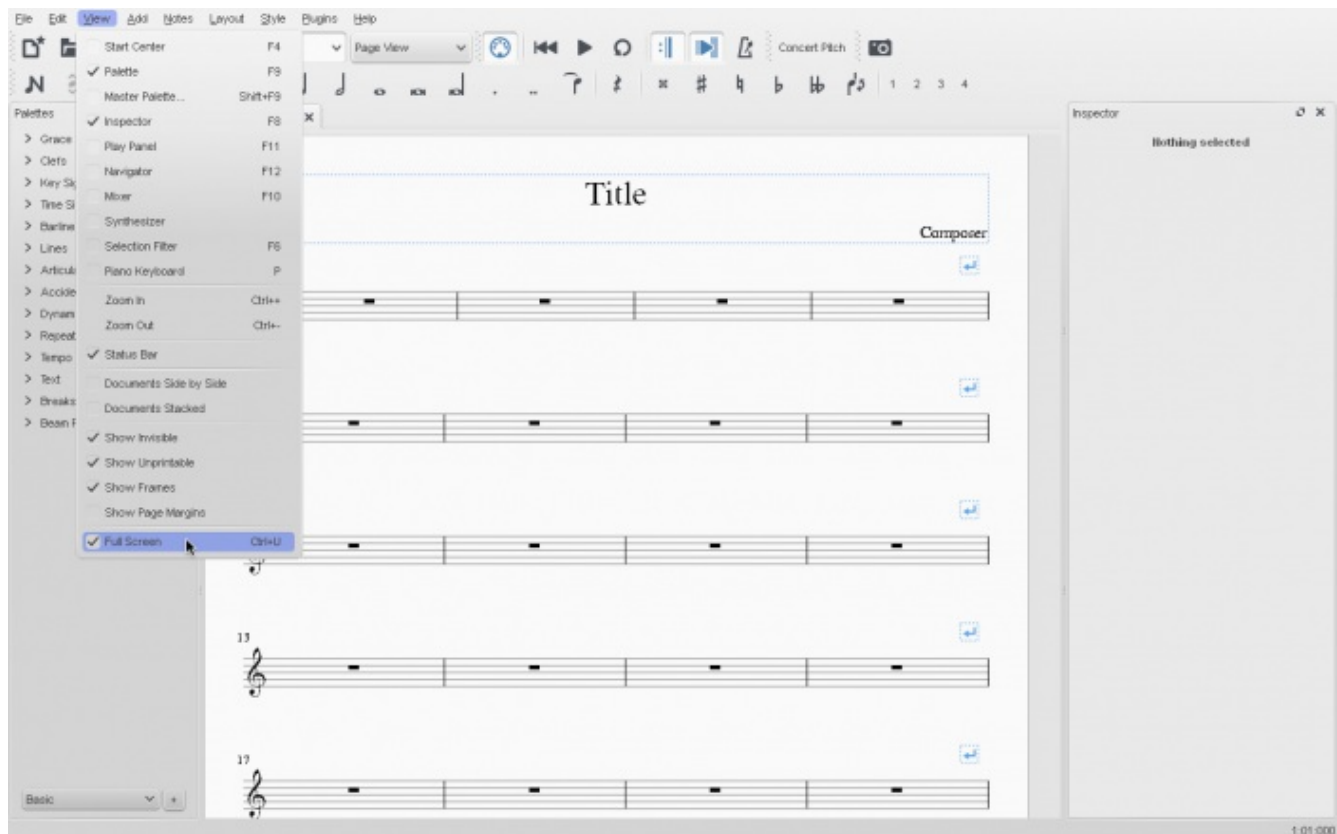 File Edit View Add Notes Layout Style Plugins Help
Start Center F4
Page View
Concert Pitch
Palette F9
Master Palette... Shift+F9
1 2 3 4
Palettes
Inspector F8
Inspector
Grace
Play Panel F11
Nothing selected
Clefs
Navigator F12
Key Si
Mixer F10
Time Si
Title
Synthesizer
Barline
Composer
Selection Filter F6
Lines
Piano Keyboard P
Articula
Accide
Zoom In Ctrl++
Dynam
Zoom Out Ctrl+-
Repeat
Tempo
Status Bar
Text
Documents Side by Side
Breaks
Documents Stacked
Beam P
Show Invisible
Show Unprintable
Show Frames
Show Page Margins
Full Screen Ctrl+U
13
17
Basic +
1:01:000